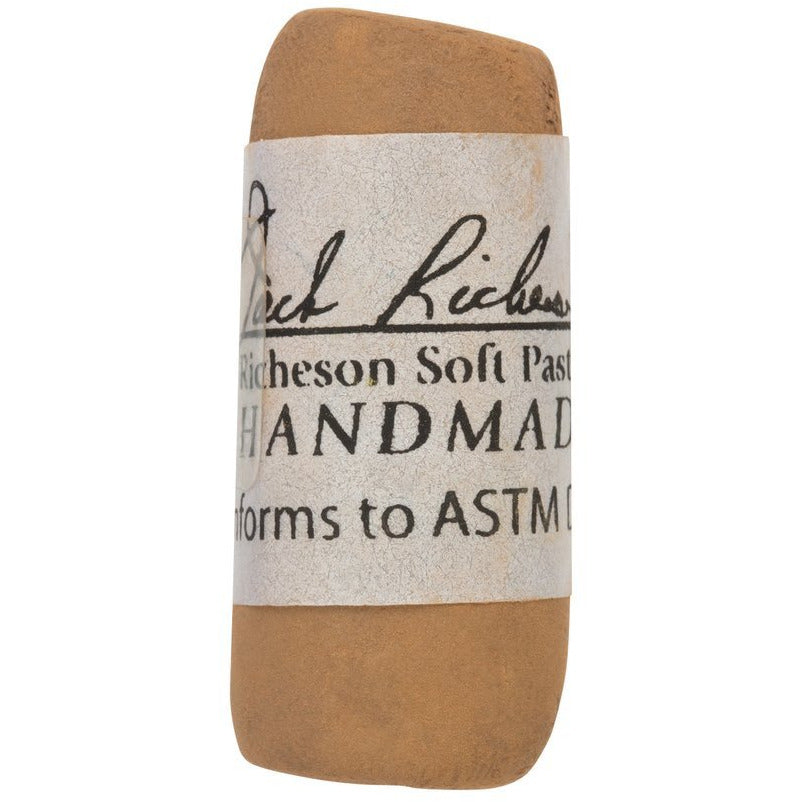 Jack Riches
Richeson Soft Past
HANDMAD
nforms to ASTM D